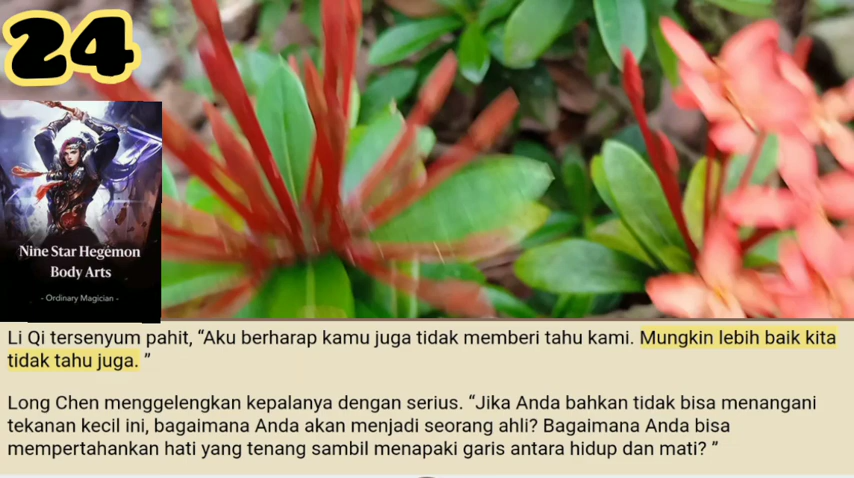 24
Nine Star Hegemon
Body Arts
- Ordinary Magician -
Li Qi tersenyum pahit, “Aku berharap kamu juga tidak memberi tahu kami. Mungkin lebih baik kita
tidak tahu juga. ”
Long Chen menggelengkan kepalanya dengan serius. “Jika Anda bahkan tidak bisa menangani
tekanan kecil ini, bagaimana Anda akan menjadi seorang ahli? Bagaimana Anda bisa
mempertahankan hati yang tenang sambil menapaki garis antara hidup dan mati? ”